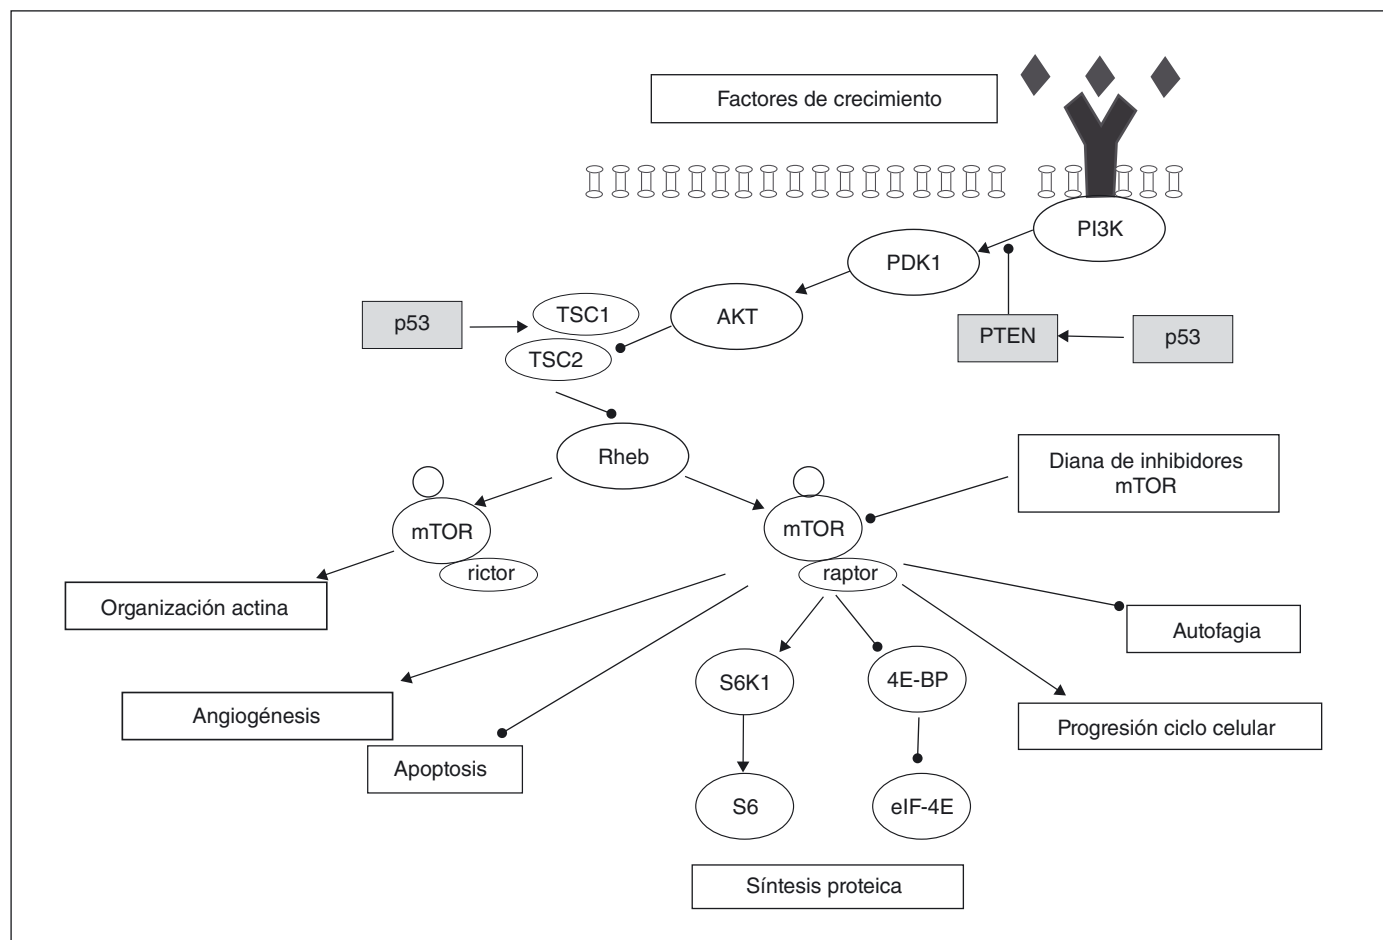 Factores de crecimiento
PI3K
PDK1
AKT
TSC1
TSC2
p53
PTEN
p53
Rheb
Diana de inhibidores
mTOR
mTOR
mTOR
rictor
raptor
Organización actina
Autofagia
S6K1
4E-BP
Angiogénesis
Progresión ciclo celular
Apoptosis
S6
eIF-4E
Síntesis proteica